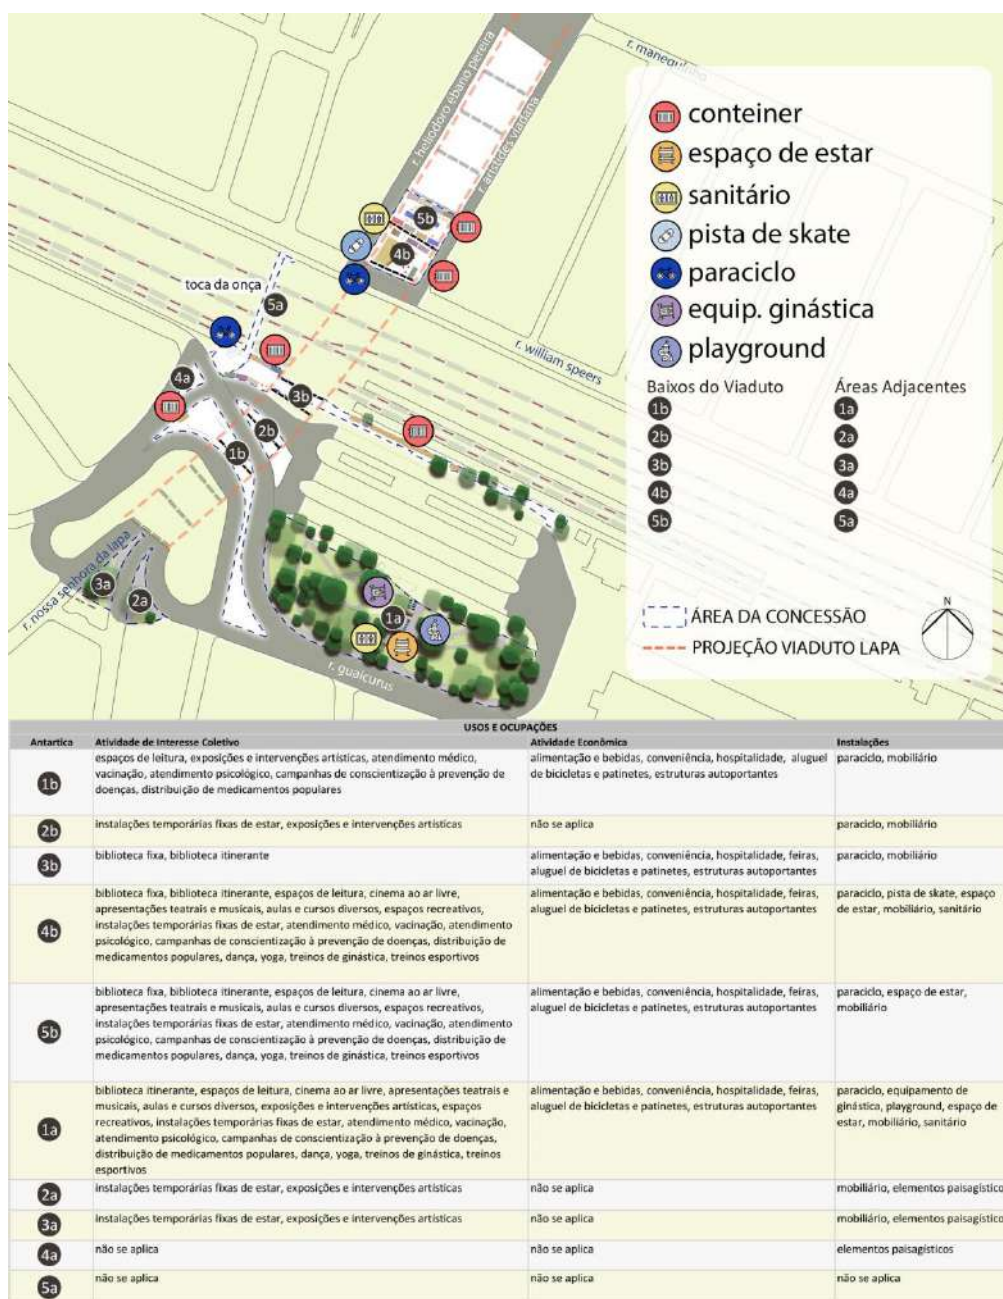 r. manequinho
r. heliodoro ebano pereira
r. aristides viadana
conteiner
espaço de estar
sanitário
pista de skate
paraciclo
equip. ginástica
playground
5b
4b
toca da onça
5a
r. william speers
4a
3b
2b
1b
Baixos do Viaduto
Áreas Adjacentes
1b
1a
2b
2a
3b
3a
4b
4a
5b
5a
r. nossa senhora da lapa
3a
2a
1a
r. guaicurus
N
ÁREA DA CONCESSÃO
PROJEÇÃO VIADUTO LAPA
USOS E OCUPAÇÕES
Antartica Atividade de Interesse Coletivo Atividade Econômica Instalações
1b
espaços de leitura, exposições e intervenções artísticas, atendimento médico,
vacinação, atendimento psicológico, campanhas de conscientização à prevenção de
doenças, distribuição de medicamentos populares
alimentação e bebidas, conveniência, hospitalidade, aluguel
de bicicletas e patinetes, estruturas autoportantes
paraciclo, mobiliário
2b
instalações temporárias fixas de estar, exposições e intervenções artísticas
não se aplica
paraciclo, mobiliário
3b
biblioteca fixa, biblioteca itinerante
alimentação e bebidas, conveniência, hospitalidade, feiras,
aluguel de bicicletas e patinetes, estruturas autoportantes
paraciclo, mobiliário
4b
biblioteca fixa, biblioteca itinerante, espaços de leitura, cinema ao ar livre,
apresentações teatrais e musicais, aulas e cursos diversos, espaços recreativos,
instalações temporárias fixas de estar, atendimento médico, vacinação, atendimento
psicológico, campanhas de conscientização à prevenção de doenças, distribuição de
medicamentos populares, dança, yoga, treinos de ginástica, treinos esportivos
alimentação e bebidas, conveniência, hospitalidade, feiras,
aluguel de bicicletas e patinetes, estruturas autoportantes
paraciclo, pista de skate, espaço
de estar, mobiliário, sanitário
5b
biblioteca fixa, biblioteca itinerante, espaços de leitura, cinema ao ar livre,
apresentações teatrais e musicais, aulas e cursos diversos, espaços recreativos,
instalações temporárias fixas de estar, atendimento médico, vacinação, atendimento
psicológico, campanhas de conscientização à prevenção de doenças, distribuição de
medicamentos populares, dança, yoga, treinos de ginástica, treinos esportivos
alimentação e bebidas, conveniência, hospitalidade, feiras,
aluguel de bicicletas e patinetes, estruturas autoportantes
paraciclo, espaço de estar,
mobiliário
1a
biblioteca itinerante, espaços de leitura, cinema ao ar livre, apresentações teatrais e
musicais, aulas e cursos diversos, exposições e intervenções artísticas, espaços
recreativos, instalações temporárias fixas de estar, atendimento médico, vacinação,
atendimento psicológico, campanhas de conscientização à prevenção de doenças,
distribuição de medicamentos populares, dança, yoga, treinos de ginástica, treinos
esportivos
alimentação e bebidas, conveniência, hospitalidade, feiras,
aluguel de bicicletas e patinetes, estruturas autoportantes
paraciclo, equipamento de
ginástica, playground, espaço de
estar, mobiliário, sanitário
2a
instalações temporárias fixas de estar, exposições e intervenções artísticas
não se aplica
mobiliário, elementos paisagístico
3a
instalações temporárias fixas de estar, exposições e intervenções artísticas
não se aplica
mobiliário, elementos paisagístico
4a
não se aplica
não se aplica
elementos paisagísticos
5a
não se aplica
não se aplica
não se aplica